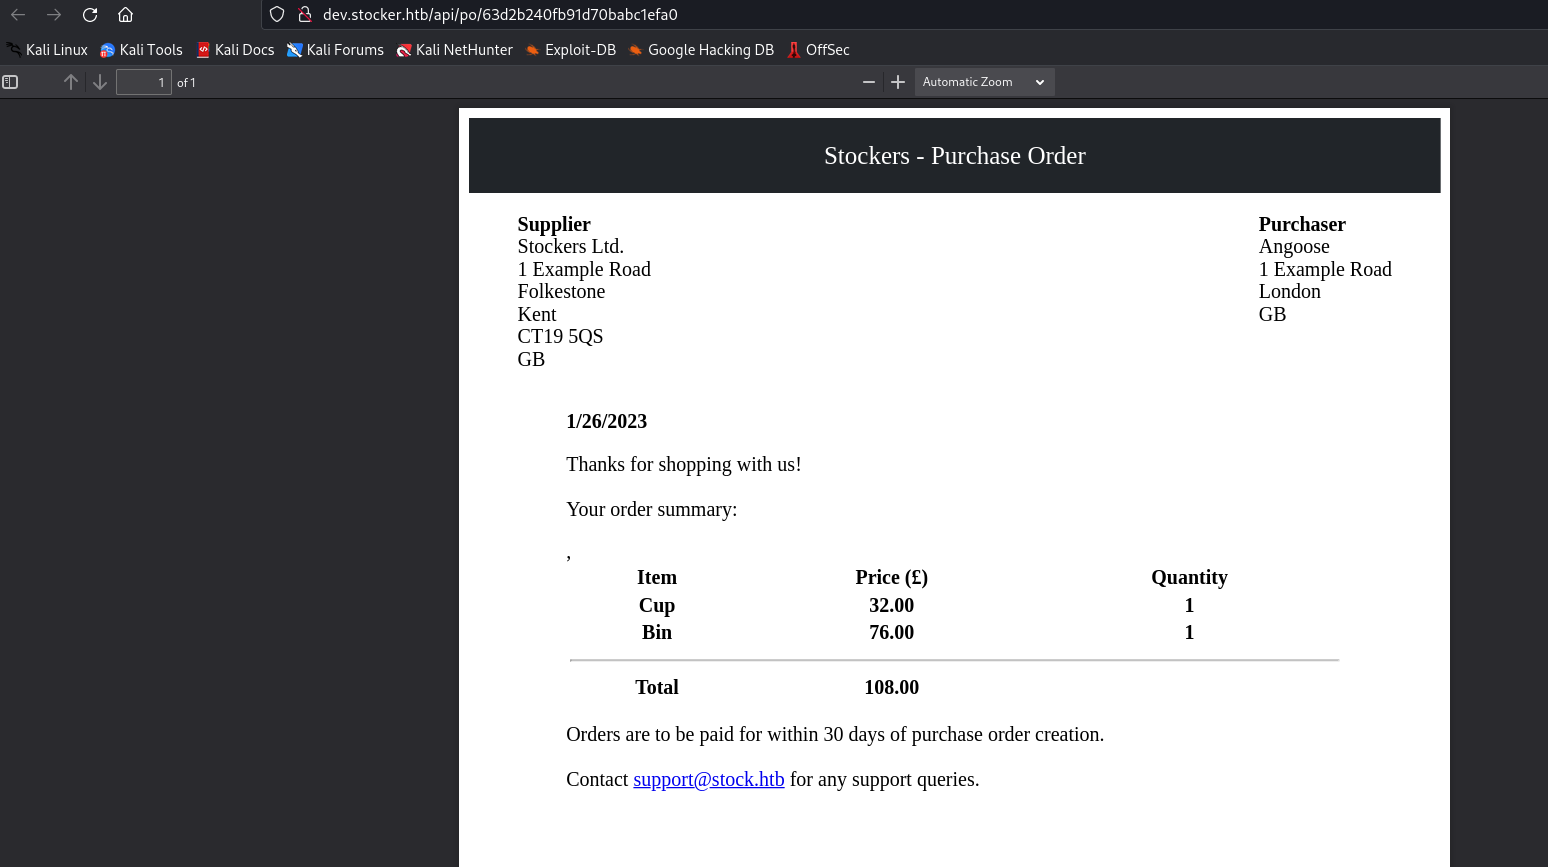 dev.stocker.htb/api/po/63d2b240fb91d70babc1efa0
Kali Linux Kali Tools Kali Docs Kali Forums Kali NetHunter Exploit-DB Google Hacking DB OffSec
1 of 1 Automatic Zoom
Stockers - Purchase Order
Supplier
Stockers Ltd.
1 Example Road
Folkestone
Kent
CT19 5QS
GB
Purchaser
Angoose
1 Example Road
London
GB
1/26/2023
Thanks for shopping with us!
Your order summary:
,
Item Price (£) Quantity
Cup 32.00 1
Bin 76.00 1
Total 108.00
Orders are to be paid for within 30 days of purchase order creation.
Contact support@stock.htb for any support queries.